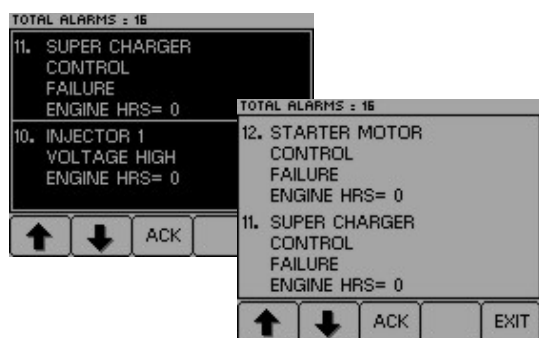 TOTAL ALARMS : 16
11. SUPER CHARGER
CONTROL
FAILURE
ENGINE HRS= 0
10. INJECTOR 1
VOLTAGE HIGH
ENGINE HRS= 0
ACK
TOTAL ALARMS : 16
12. STARTER MOTOR
CONTROL
FAILURE
ENGINE HRS= 0
11. SUPER CHARGER
CONTROL
FAILURE
ENGINE HRS= 0
ACK
EXIT